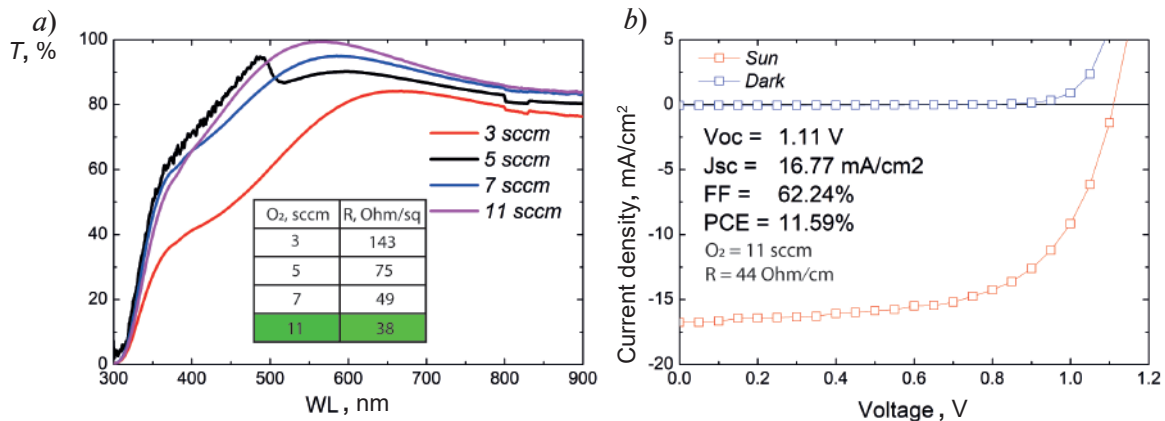 a)
T, %
100
80
60
40
20
0
300 400 500 600 700 800 900
WL, nm
3 sccm
5 sccm
7 sccm
11 sccm
O₂, sccm R, Ohm/sq
3 143
5 75
7 49
11 38
b)
Current density, mA/cm²
5
0
-5
-10
-15
-20
0.0 0.2 0.4 0.6 0.8 1.0 1.2
Voltage, V
Sun
Dark
Voc = 1.11 V
Jsc = 16.77 mA/cm2
FF = 62.24%
PCE = 11.59%
O₂ = 11 sccm
R = 44 Ohm/cm